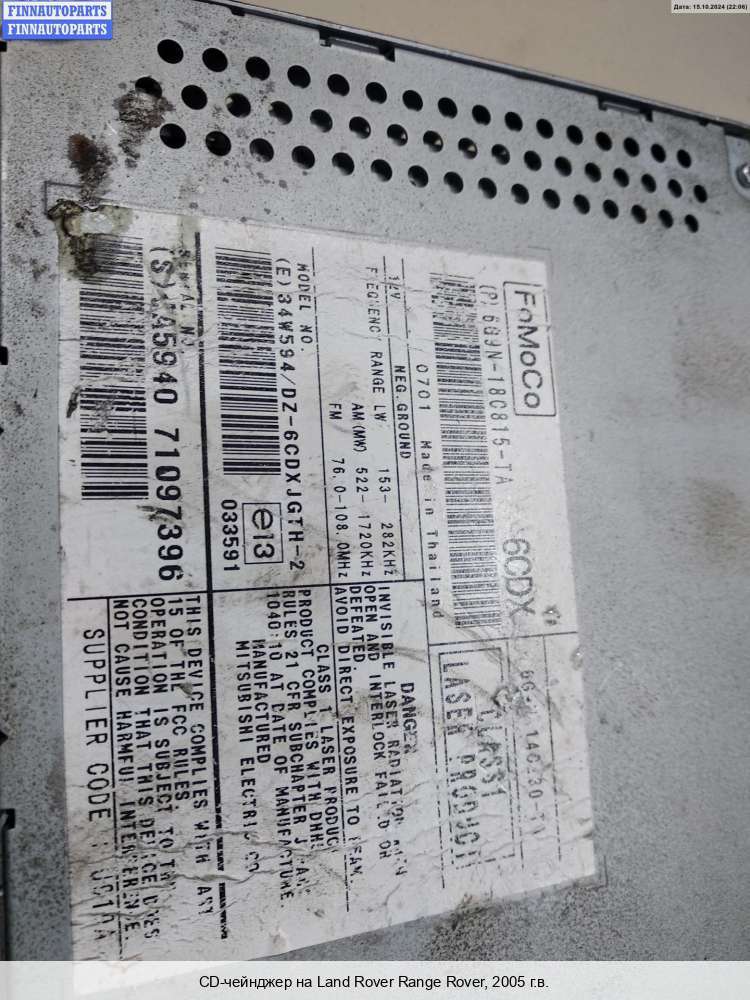 FINNAUTOPARTS
FINNAUTOPARTS
Дата: 15.10.2024 (22:06)
FoMoCo
(P) 6G9N-18C815-TA
6CDX
0701 Made in Thailand
CLASS1
LASER PRODUCT
12V NEG.GROUND
FREQUENCY RANGE LW 153- 282KHz
AM(MW) 522- 1720KHz
FM 76.0-108.0MHz
DANGER
INVISIBLE LASER RADIATION WHEN
OPEN AND INTERLOCK FAILED OR
DEFEATED.
AVOID DIRECT EXPOSURE TO BEAM.
MODEL NO.
(E)34W594/DZ-6CDXJGTH-2
e13
033591
CLASS 1 LASER PRODUCT
PRODUCT COMPLIES WITH DHHS
RULES 21 CFR SUBCHAPTER J PART
1040:10 AT DATE OF MANUFACTURE.
MANUFACTURED
MITSUBISHI ELECTRIC CO
SERIAL NO
45940 71097396
THIS DEVICE COMPLIES WITH
15 OF THE FCC RULES.
OPERATION IS SUBJECT TO THE
CONDITION THAT THIS DEVICE DOES
NOT CAUSE HARMFUL INTERFERENCE.
SUPPLIER CODE
CD-чейнджер на Land Rover Range Rover, 2005 г.в.